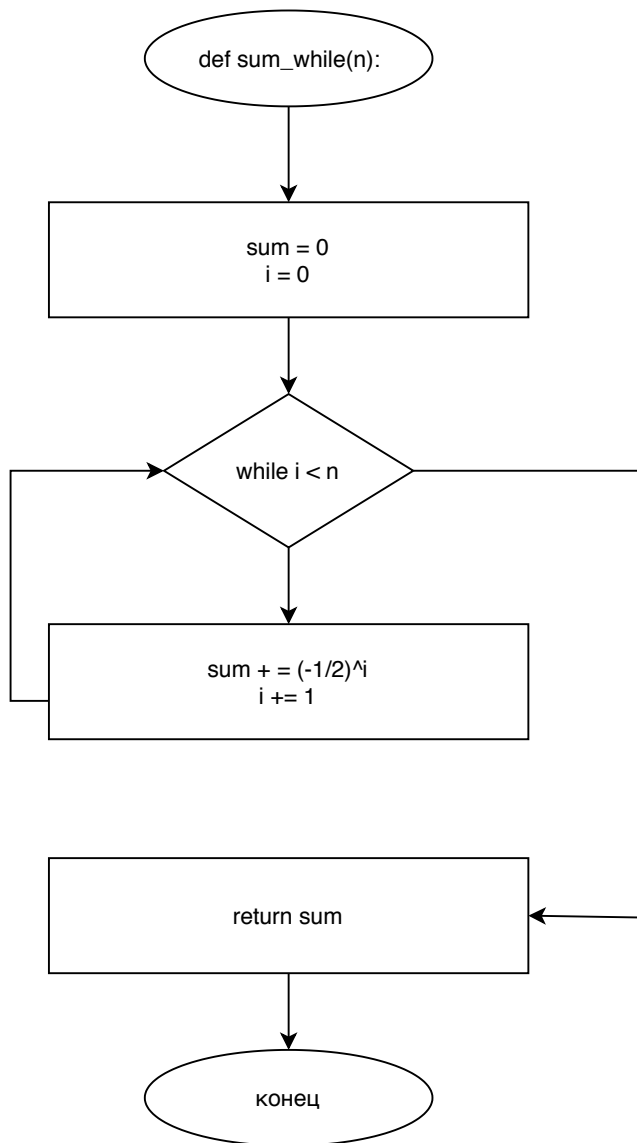 def sum_while(n):
sum = 0
i = 0
while i < n
sum + = (-1/2)^i
i += 1
return sum
конец